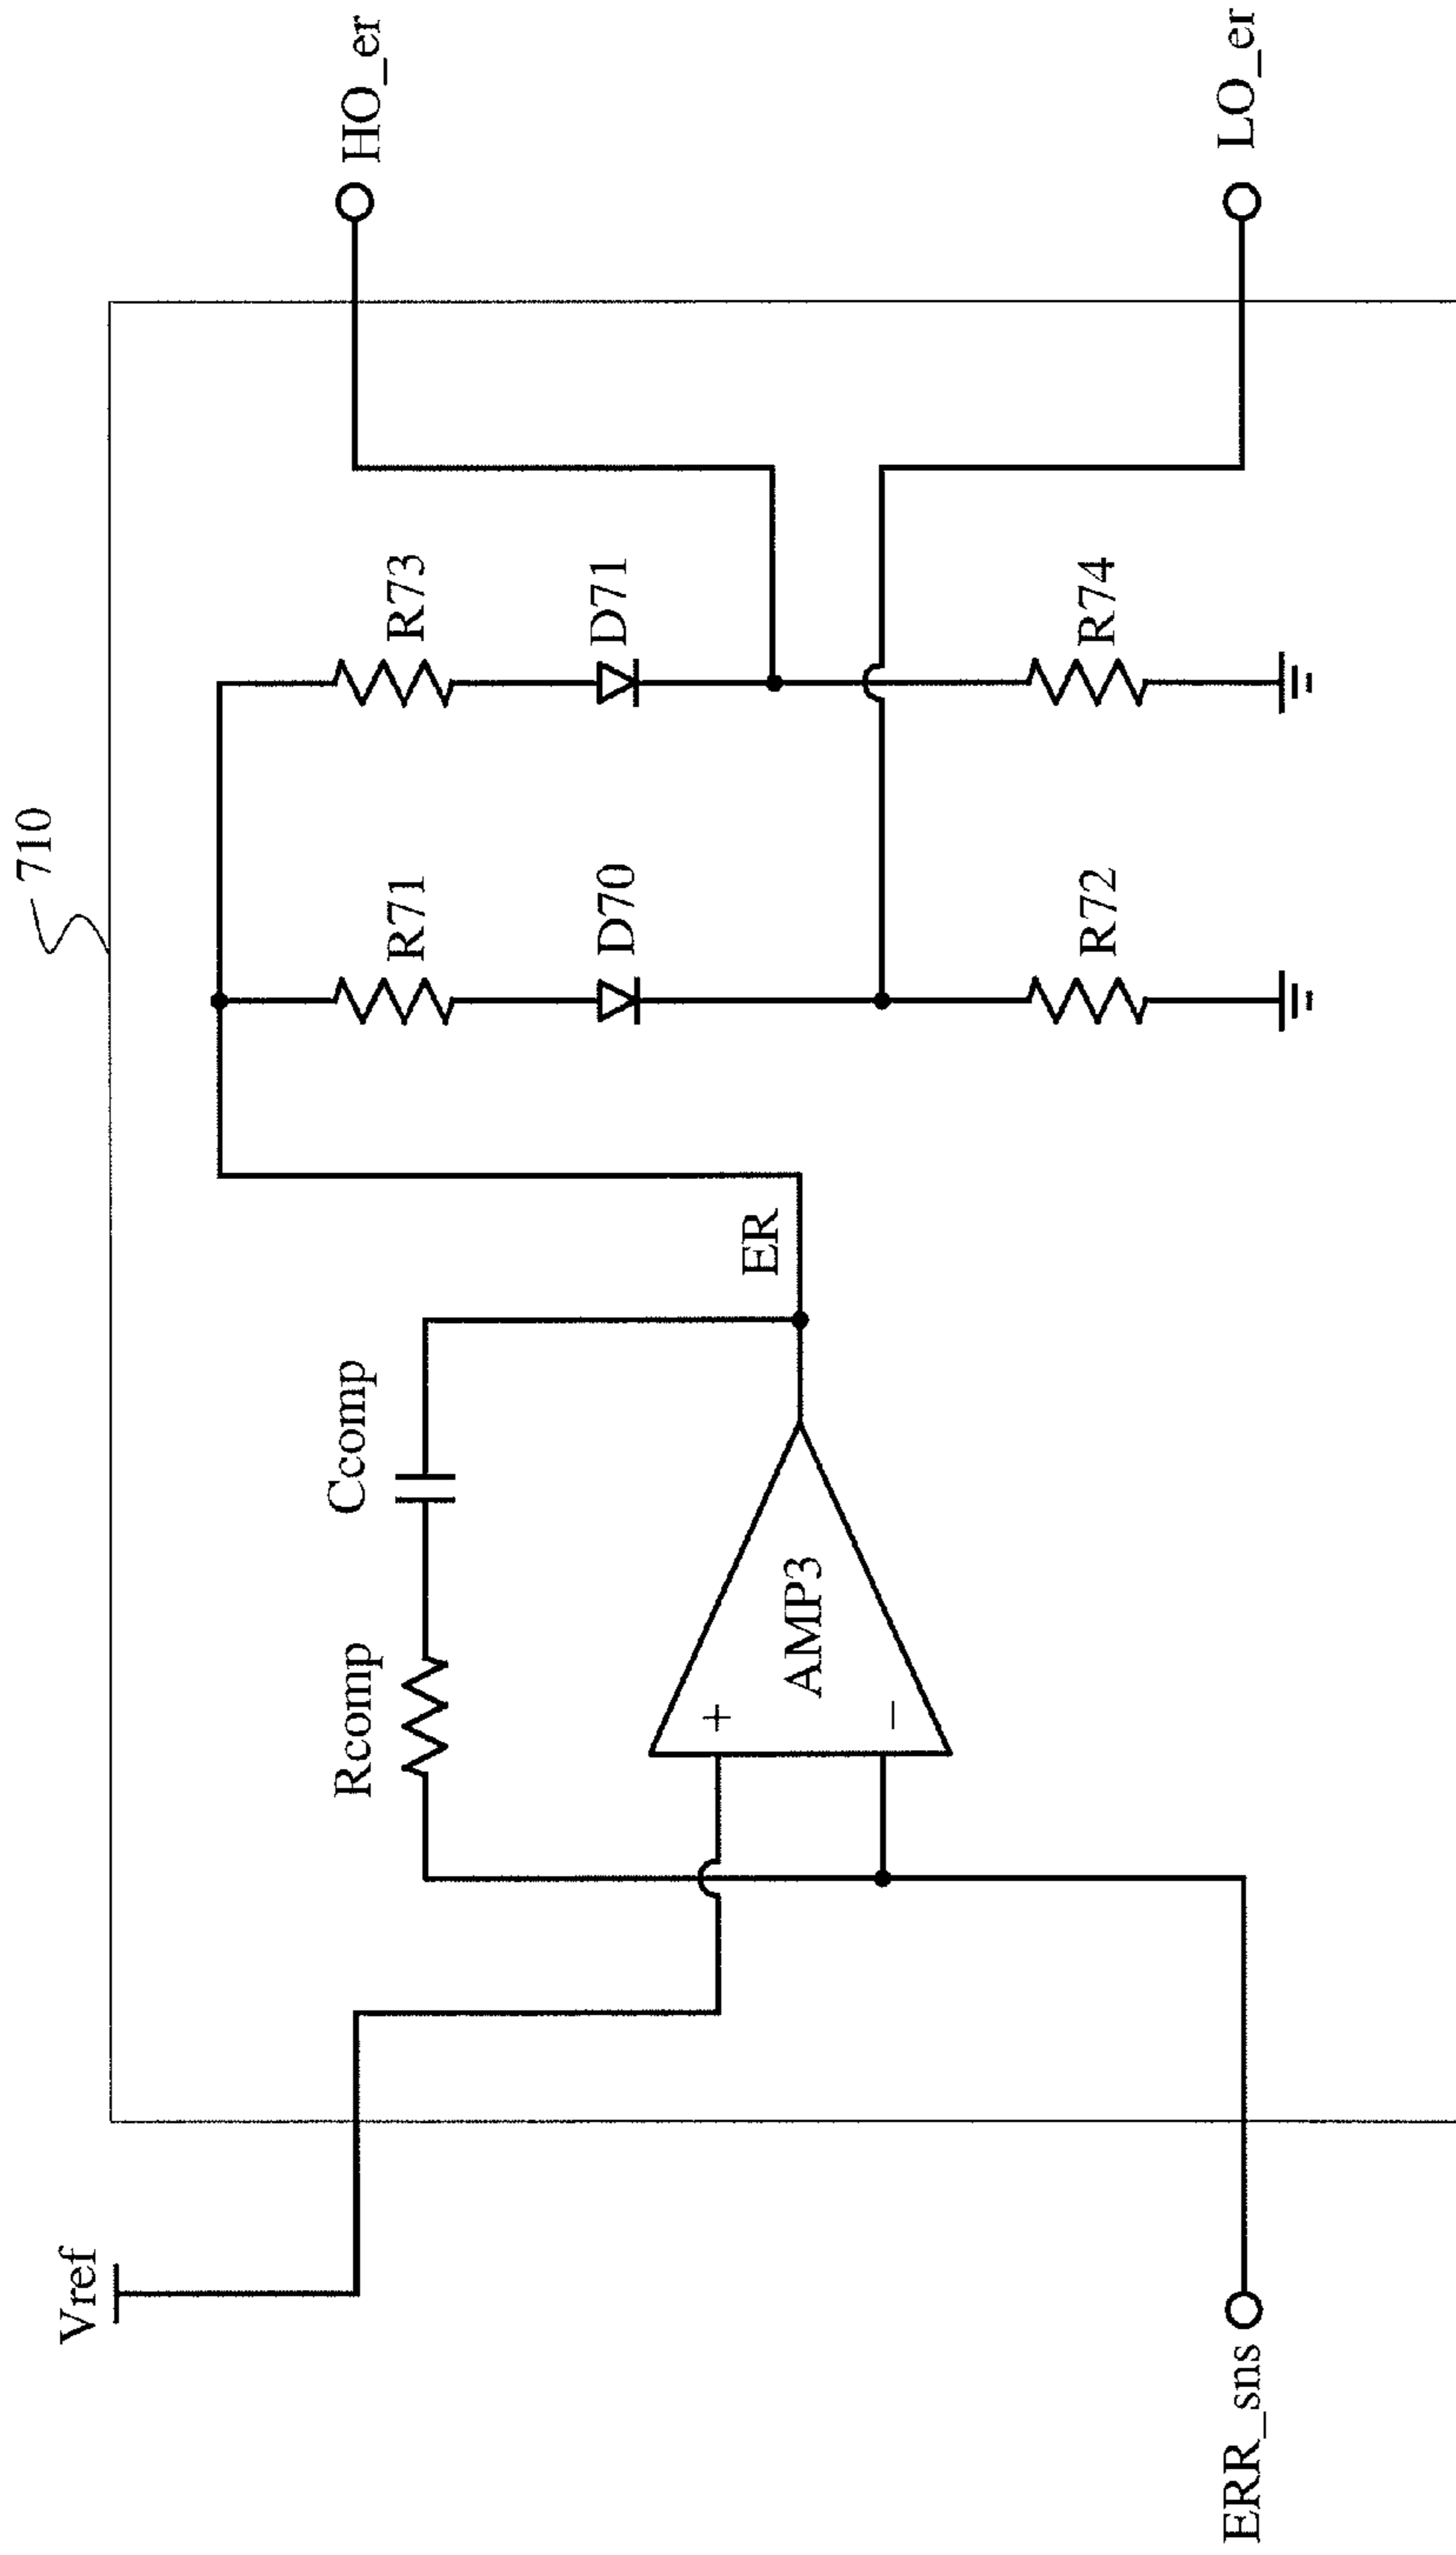 710
Vref
ERR_sns
Rcomp
Ccomp
+
−
AMP3
ER
R71
D70
R72
R73
D71
R74
HO_er
LO_er